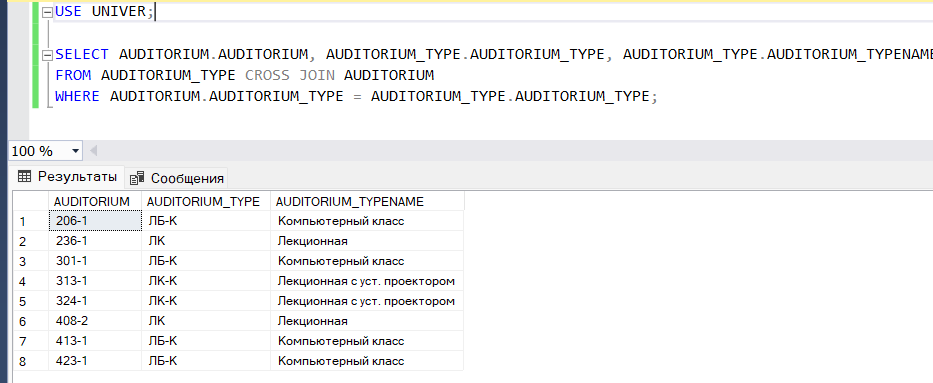 USE UNIVER;
SELECT AUDITORIUM.AUDITORIUM, AUDITORIUM_TYPE.AUDITORIUM_TYPE, AUDITORIUM_TYPE.AUDITORIUM_TYPENAME
FROM AUDITORIUM_TYPE CROSS JOIN AUDITORIUM
WHERE AUDITORIUM.AUDITORIUM_TYPE = AUDITORIUM_TYPE.AUDITORIUM_TYPE;
100 %
Результаты Сообщения
AUDITORIUM AUDITORIUM_TYPE AUDITORIUM_TYPENAME
1 206-1 ЛБ-К Компьютерный класс
2 236-1 ЛК Лекционная
3 301-1 ЛБ-К Компьютерный класс
4 313-1 ЛК-К Лекционная с уст. проектором
5 324-1 ЛК-К Лекционная с уст. проектором
6 408-2 ЛК Лекционная
7 413-1 ЛБ-К Компьютерный класс
8 423-1 ЛБ-К Компьютерный класс